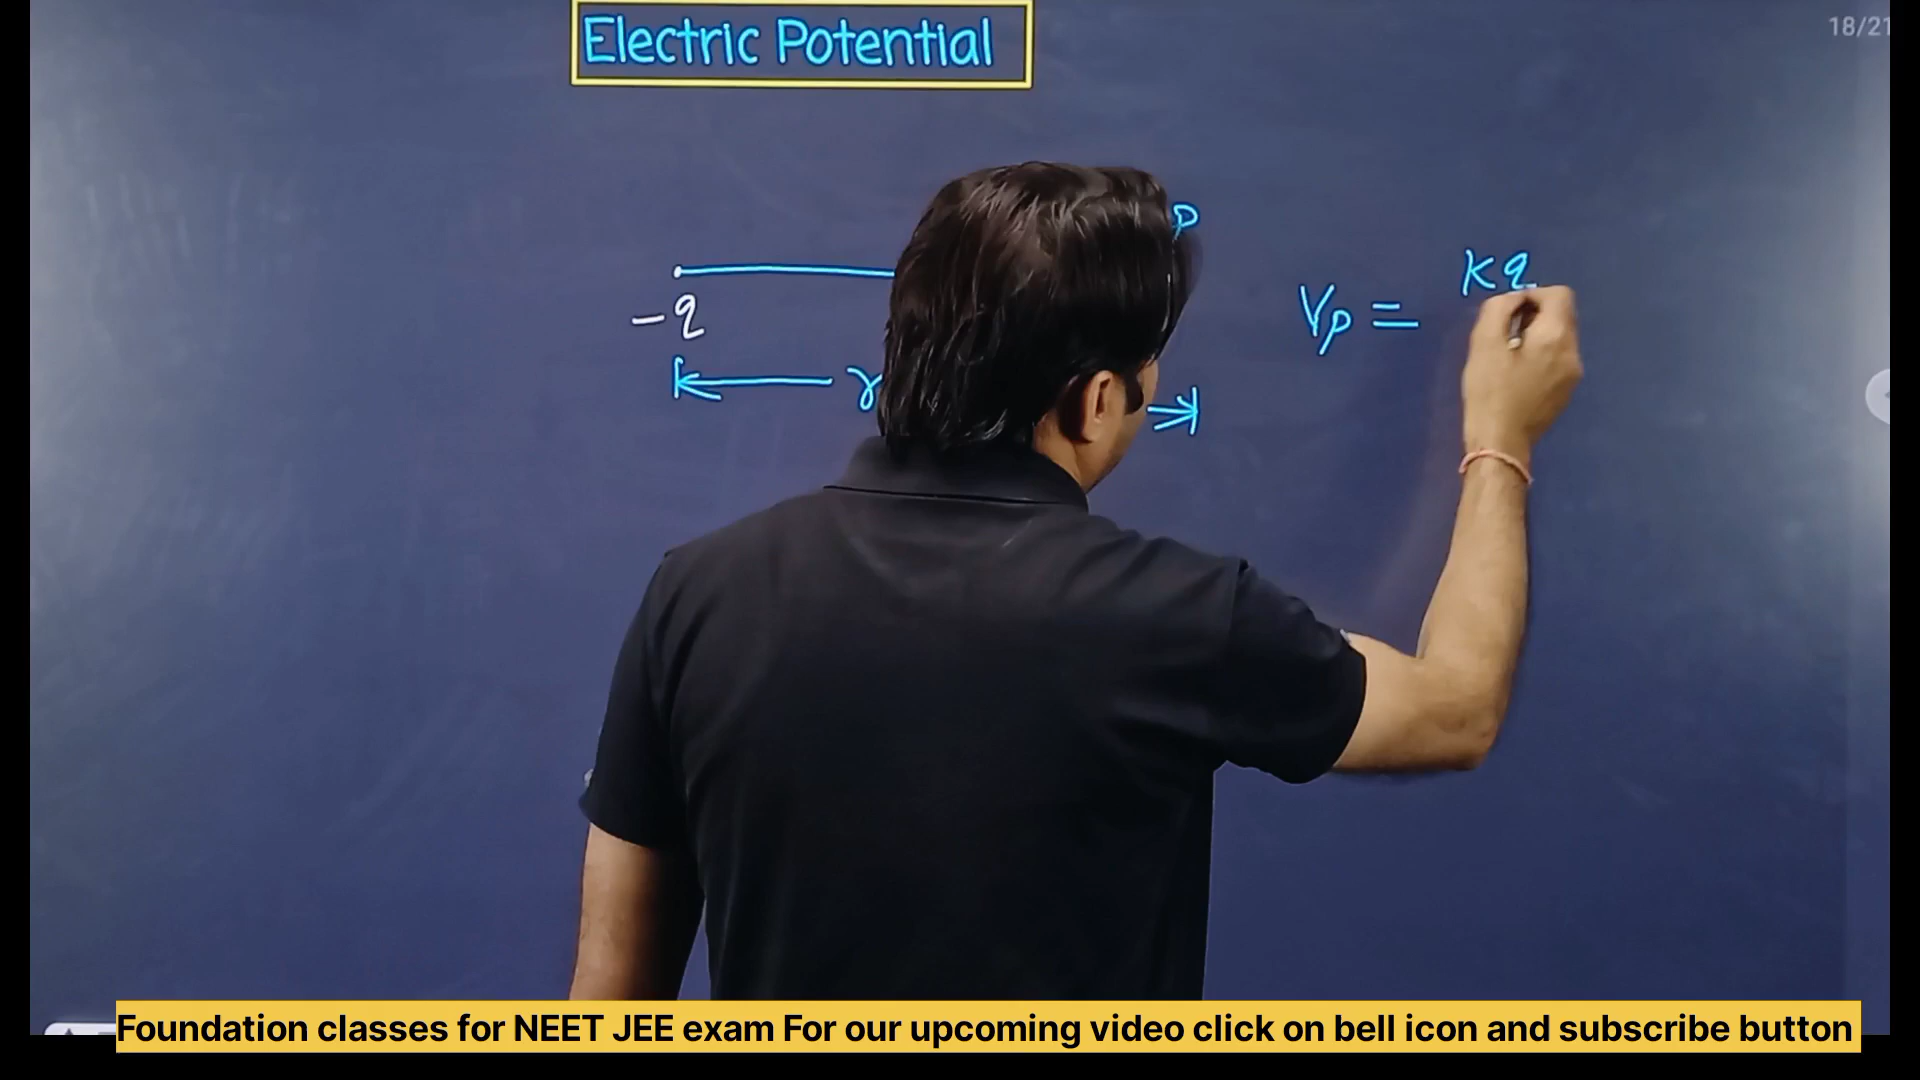 Electric Potential
18/21
P
-q
Vp = kq
r
Foundation classes for NEET JEE exam For our upcoming video click on bell icon and subscribe button